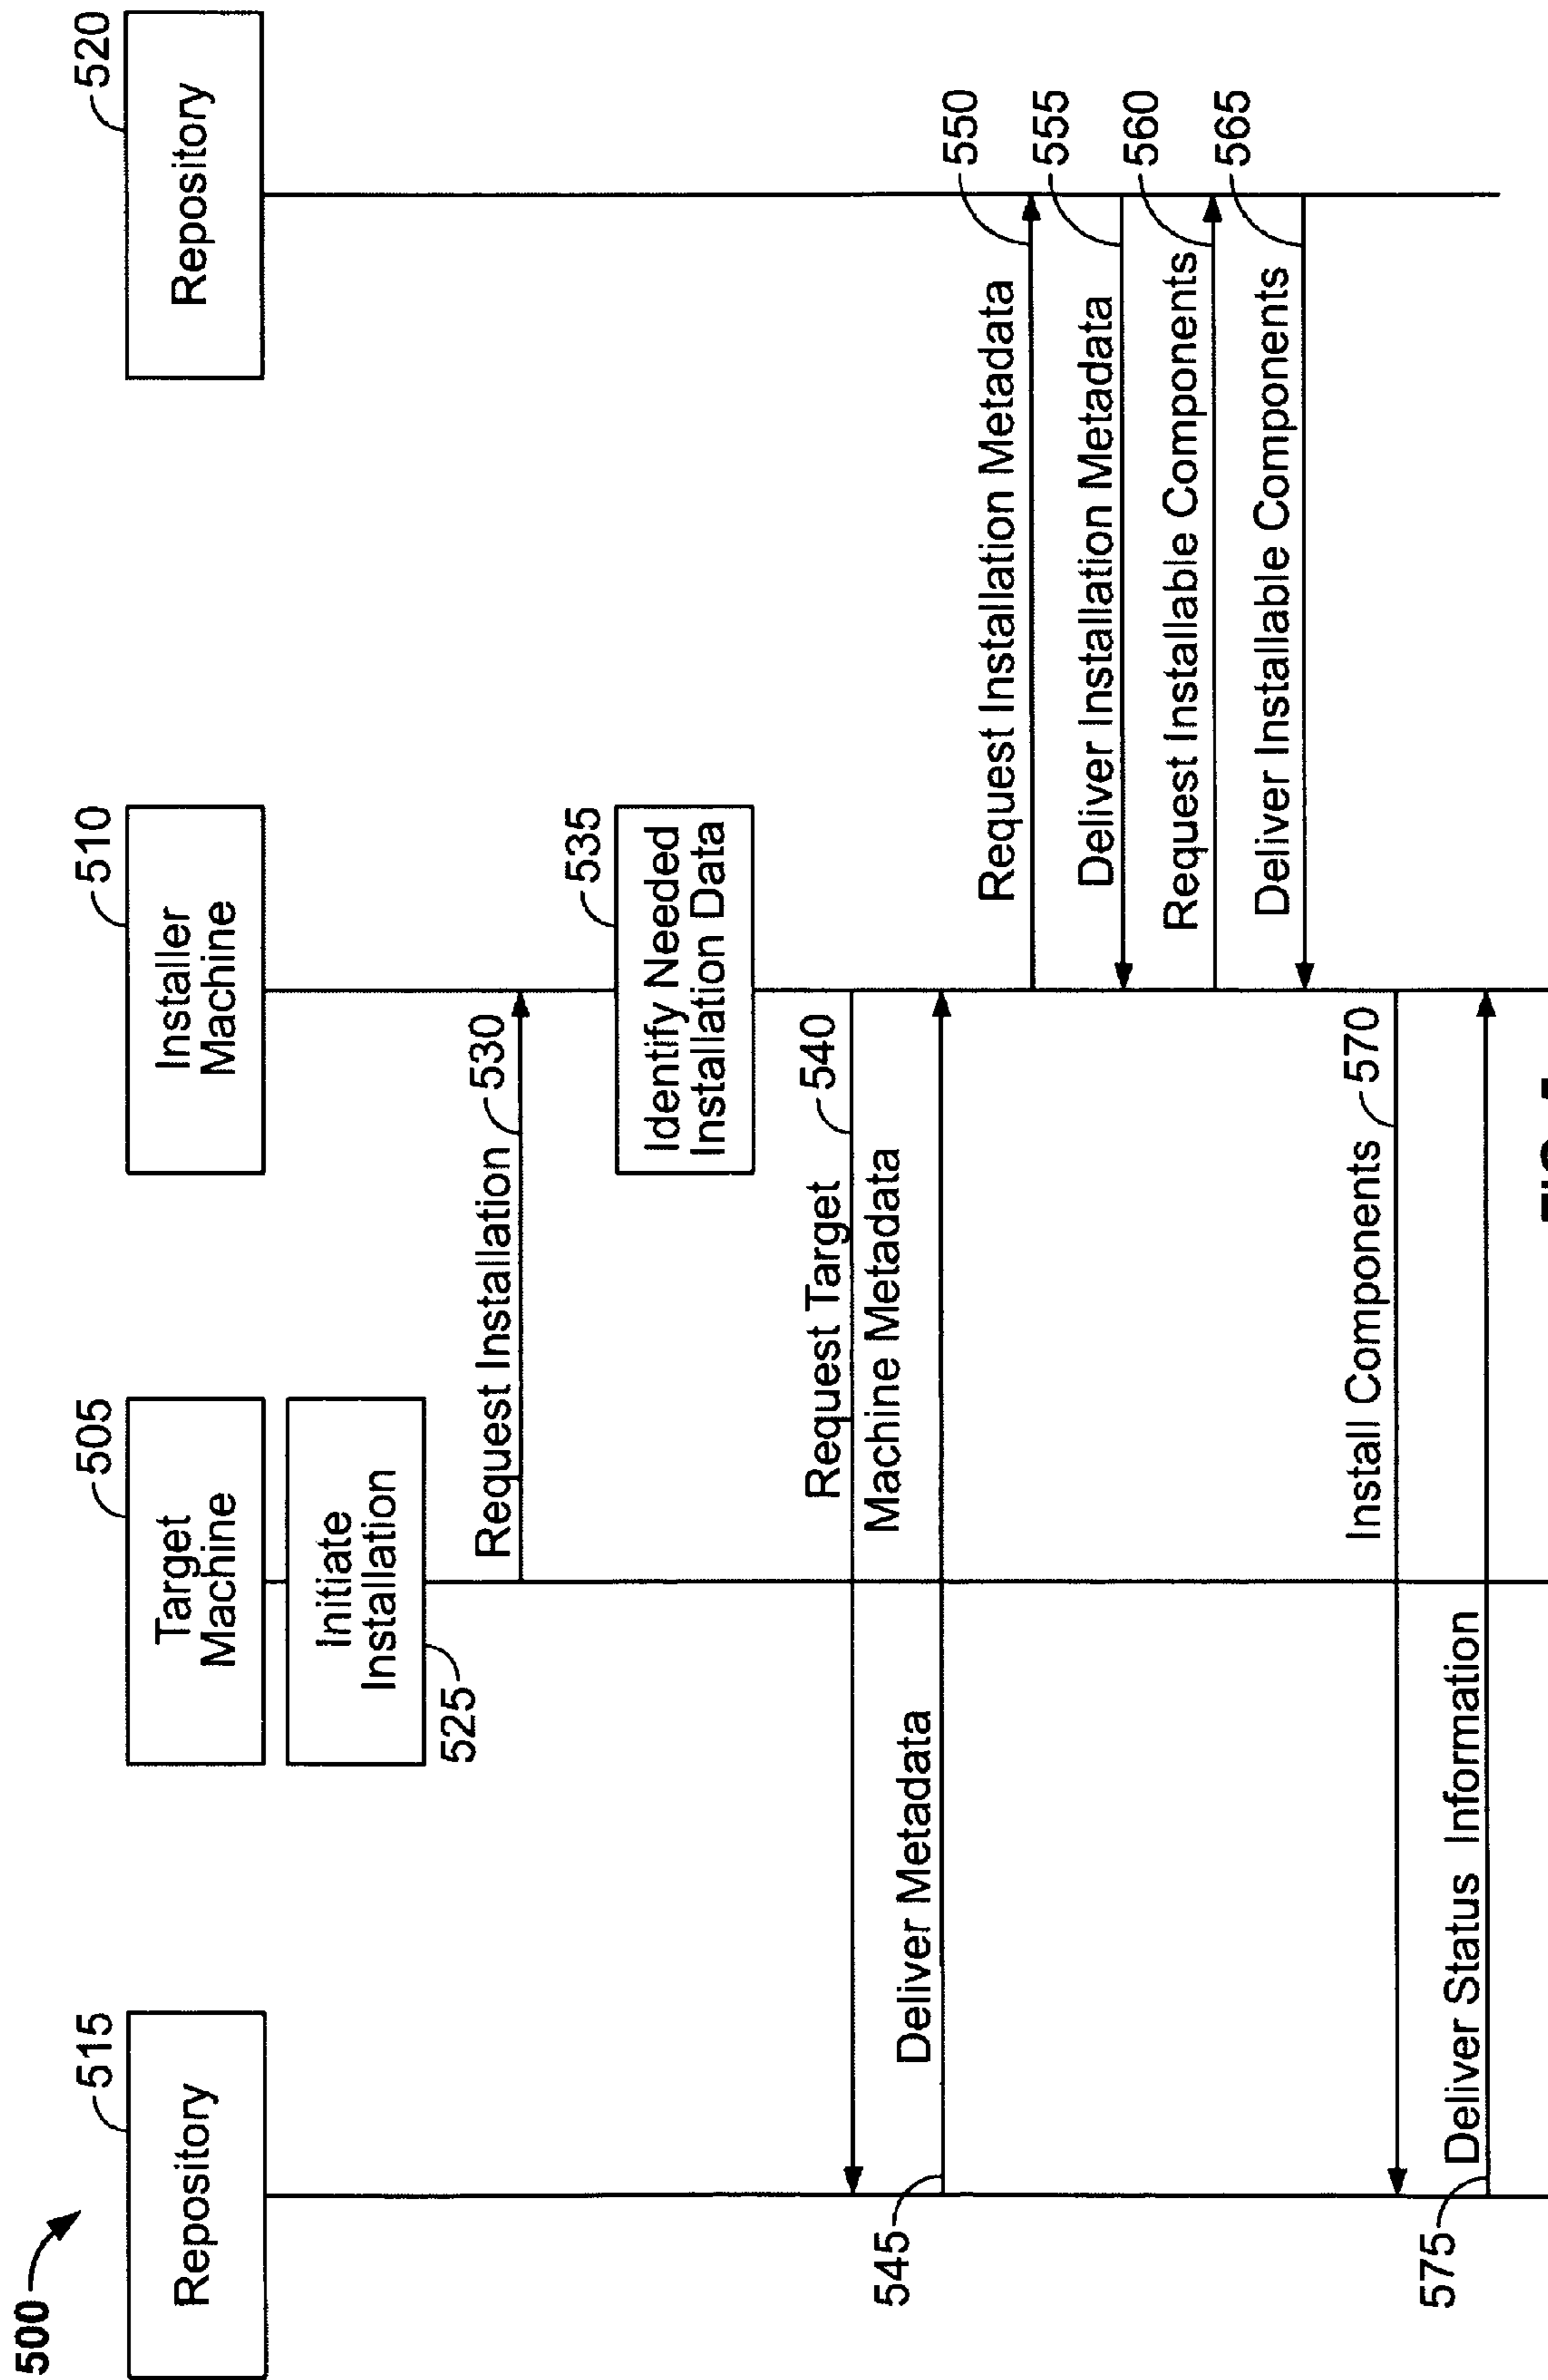 500
515
505
510
520
Repository
Target
Machine
Installer
Machine
Repository
Initiate
Installation
525
Request Installation
530
535
Identify Needed
Installation Data
Request Target
Machine Metadata
540
Deliver Metadata
545
Request Installation Metadata
550
Deliver Installation Metadata
555
Request Installable Components
560
Deliver Installable Components
565
Install Components
570
Deliver Status Information
575